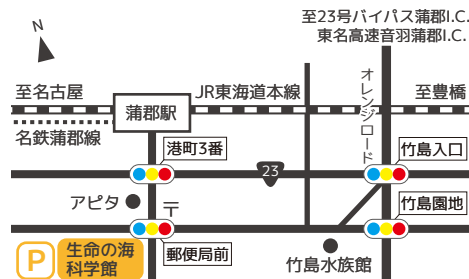 N
至23号バイパス蒲郡I.C.
東名高速音羽蒲郡I.C.
至名古屋
JR東海道本線
オレンジロード
至豊橋
蒲郡駅
名鉄蒲郡線
港町3番
竹島入口
23
アピタ
〒
竹島園地
P
生命の海
科学館
郵便局前
竹島水族館